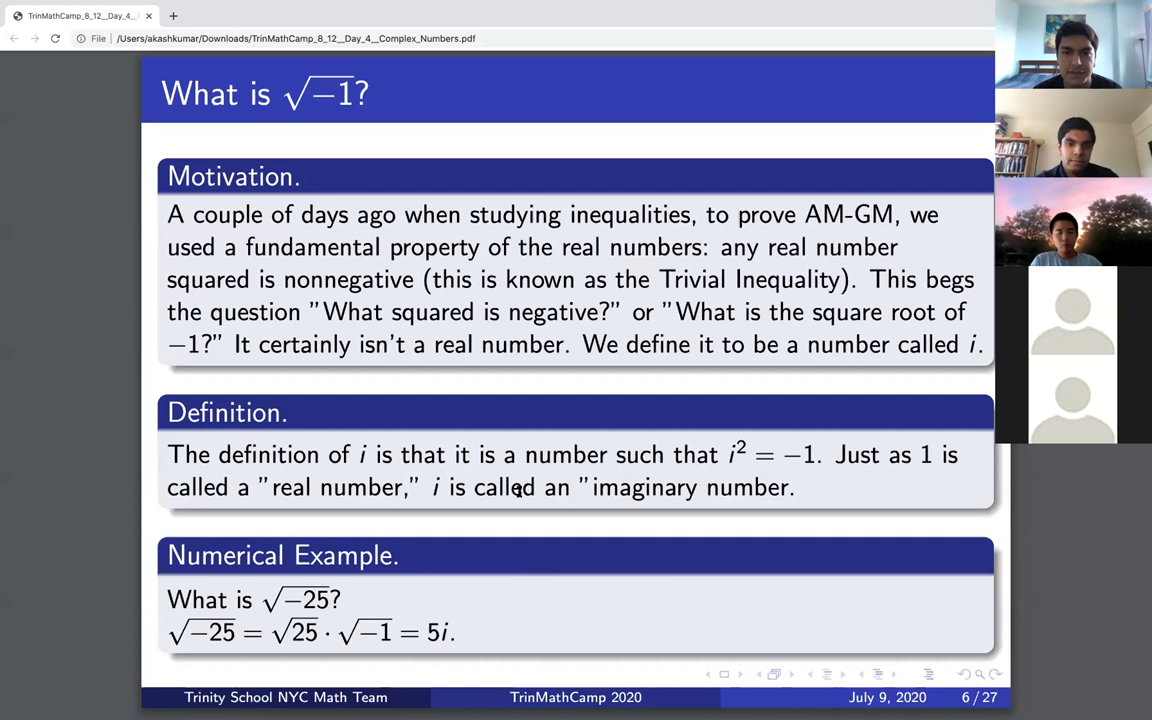 TrinMathCamp_8_12__Day_4_
File | /Users/akashkumar/Downloads/TrinMathCamp_8_12__Day_4__Complex_Numbers.pdf
What is √−1?
Motivation.
A couple of days ago when studying inequalities, to prove AM-GM, we
used a fundamental property of the real numbers: any real number
squared is nonnegative (this is known as the Trivial Inequality). This begs
the question ”What squared is negative?” or ”What is the square root of
−1?” It certainly isn’t a real number. We define it to be a number called i.
Definition.
The definition of i is that it is a number such that i² = −1. Just as 1 is
called a ”real number,” i is called an ”imaginary number.
Numerical Example.
What is √−25?
√−25 = √25 · √−1 = 5i.
Trinity School NYC Math Team TrinMathCamp 2020 July 9, 2020 6 / 27